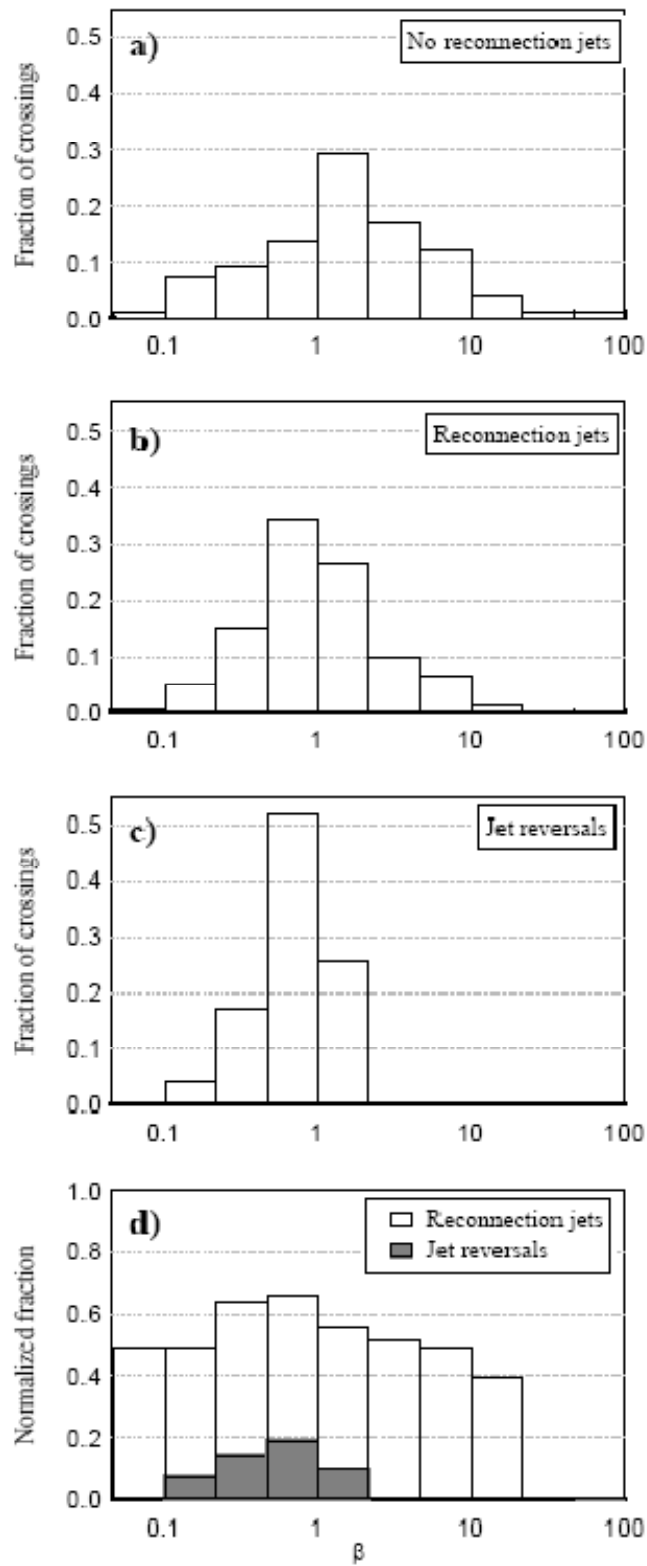 a)
No reconnection jets
Fraction of crossings
0.5
0.4
0.3
0.2
0.1
0.0
0.1 1 10 100
b)
Reconnection jets
Fraction of crossings
0.5
0.4
0.3
0.2
0.1
0.0
0.1 1 10 100
c)
Jet reversals
Fraction of crossings
0.5
0.4
0.3
0.2
0.1
0.0
0.1 1 10 100
d)
Reconnection jets
Jet reversals
Normalized fraction
1.0
0.8
0.6
0.4
0.2
0.0
0.1 1 10 100
β